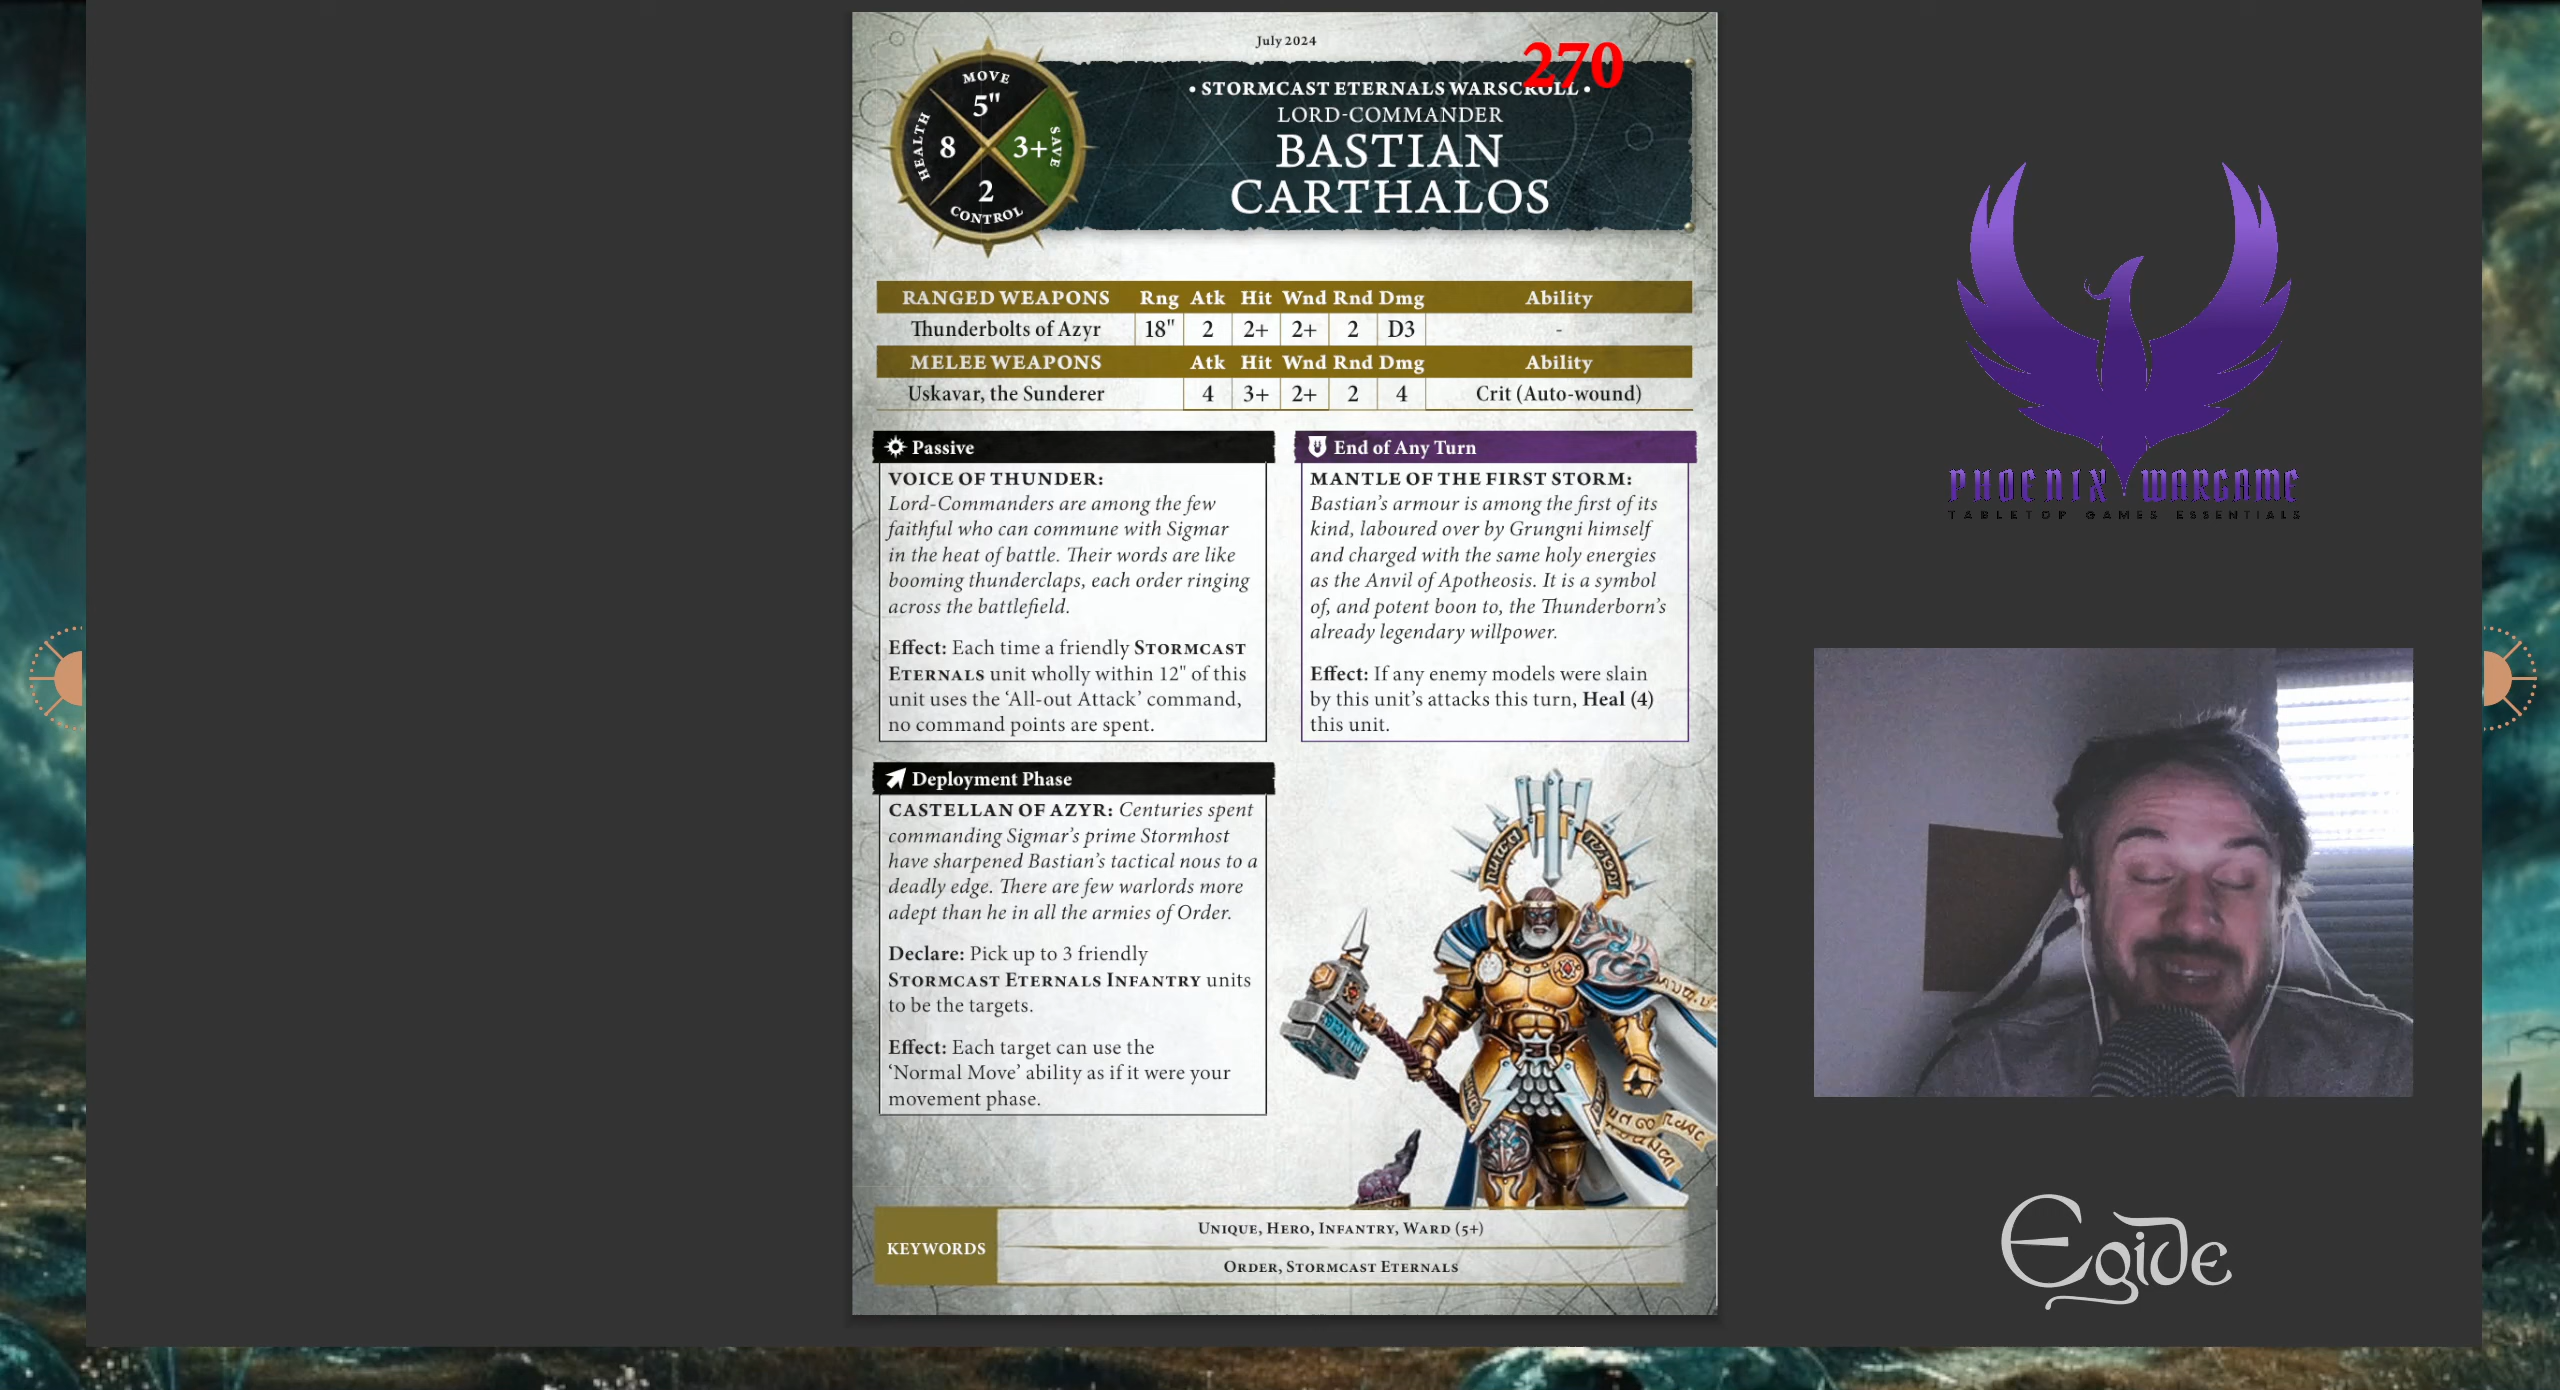 July 2024
270
• STORMCAST ETERNALS WARSCROLL •
LORD-COMMANDER
BASTIAN
CARTHALOS
MOVE
5"
HEALTH
8
3+
SAVE
2
CONTROL
RANGED WEAPONS Rng Atk Hit Wnd Rnd Dmg Ability
Thunderbolts of Azyr 18" 2 2+ 2+ 2 D3 -
MELEE WEAPONS Atk Hit Wnd Rnd Dmg Ability
Uskavar, the Sunderer 4 3+ 2+ 2 4 Crit (Auto-wound)
Passive
VOICE OF THUNDER:
Lord-Commanders are among the few
faithful who can commune with Sigmar
in the heat of battle. Their words are like
booming thunderclaps, each order ringing
across the battlefield.
Effect: Each time a friendly STORMCAST
ETERNALS unit wholly within 12" of this
unit uses the ‘All-out Attack’ command,
no command points are spent.
End of Any Turn
MANTLE OF THE FIRST STORM:
Bastian’s armour is among the first of its
kind, laboured over by Grungni himself
and charged with the same holy energies
as the Anvil of Apotheosis. It is a symbol
of, and potent boon to, the Thunderborn’s
already legendary willpower.
Effect: If any enemy models were slain
by this unit’s attacks this turn, Heal (4)
this unit.
Deployment Phase
CASTELLAN OF AZYR: Centuries spent
commanding Sigmar’s prime Stormhost
have sharpened Bastian’s tactical nous to a
deadly edge. There are few warlords more
adept than he in all the armies of Order.
Declare: Pick up to 3 friendly
STORMCAST ETERNALS INFANTRY units
to be the targets.
Effect: Each target can use the
‘Normal Move’ ability as if it were your
movement phase.
KEYWORDS
UNIQUE, HERO, INFANTRY, WARD (5+)
ORDER, STORMCAST ETERNALS
PHOENIX WARGAME
TABLETOP GAMES ESSENTIALS
Egide